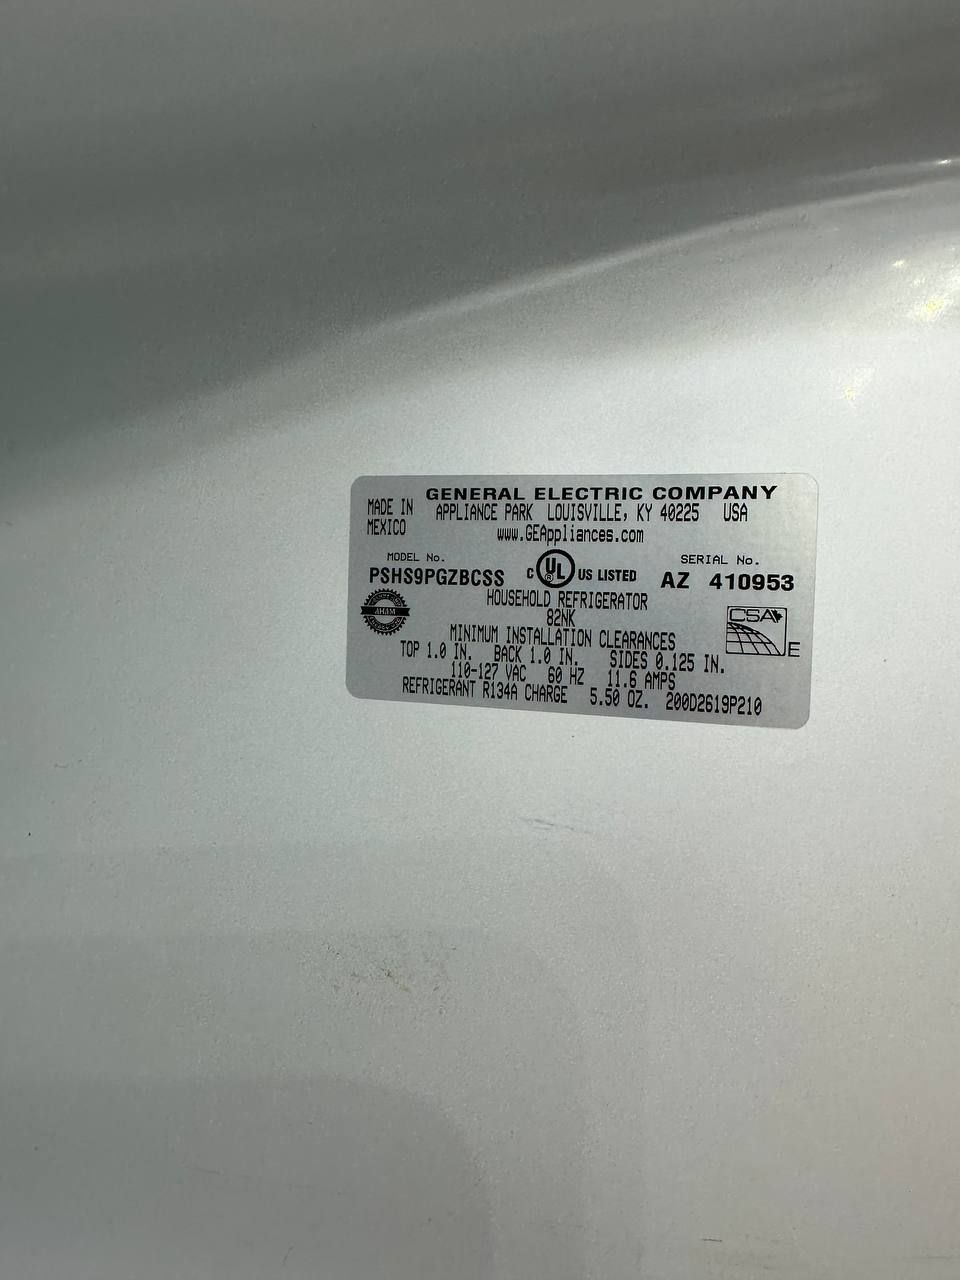 GENERAL ELECTRIC COMPANY
MADE IN MEXICO
APPLIANCE PARK LOUISVILLE, KY 40225 USA
www.GEAppliances.com
MODEL No.
PSHS9PGZBCSS
C UL ® US LISTED
SERIAL No.
AZ 410953
AHAM
HOUSEHOLD REFRIGERATOR
82NK
CSA
E
MINIMUM INSTALLATION CLEARANCES
TOP 1.0 IN. BACK 1.0 IN. SIDES 0.125 IN.
110-127 VAC 60 HZ 11.6 AMPS
REFRIGERANT R134A CHARGE 5.50 OZ. 200D2619P210